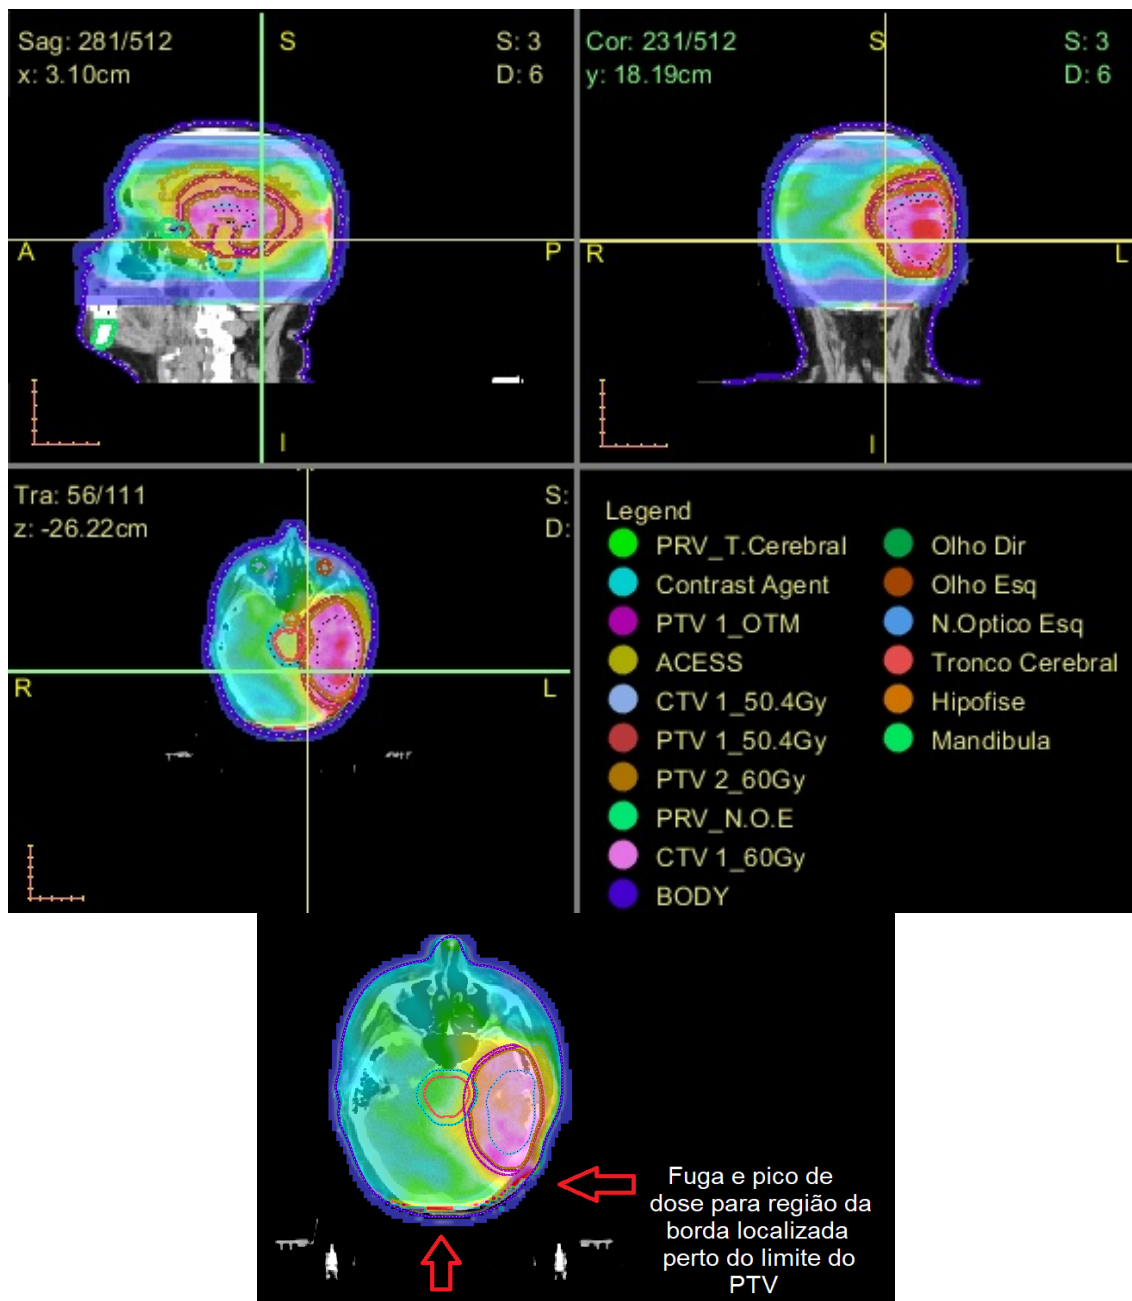 Sag: 281/512
S
S: 3
x: 3.10cm
D: 6
A
P
I
Cor: 231/512
S
S: 3
y: 18.19cm
D: 6
R
L
I
Tra: 56/111
S:
z: -26.22cm
D:
R
L
Legend
PRV_T.Cerebral
Contrast Agent
PTV 1_OTM
ACESS
CTV 1_50.4Gy
PTV 1_50.4Gy
PTV 2_60Gy
PRV_N.O.E
CTV 1_60Gy
BODY
Olho Dir
Olho Esq
N.Optico Esq
Tronco Cerebral
Hipofise
Mandibula
Fuga e pico de
dose para região da
borda localizada
perto do limite do
PTV